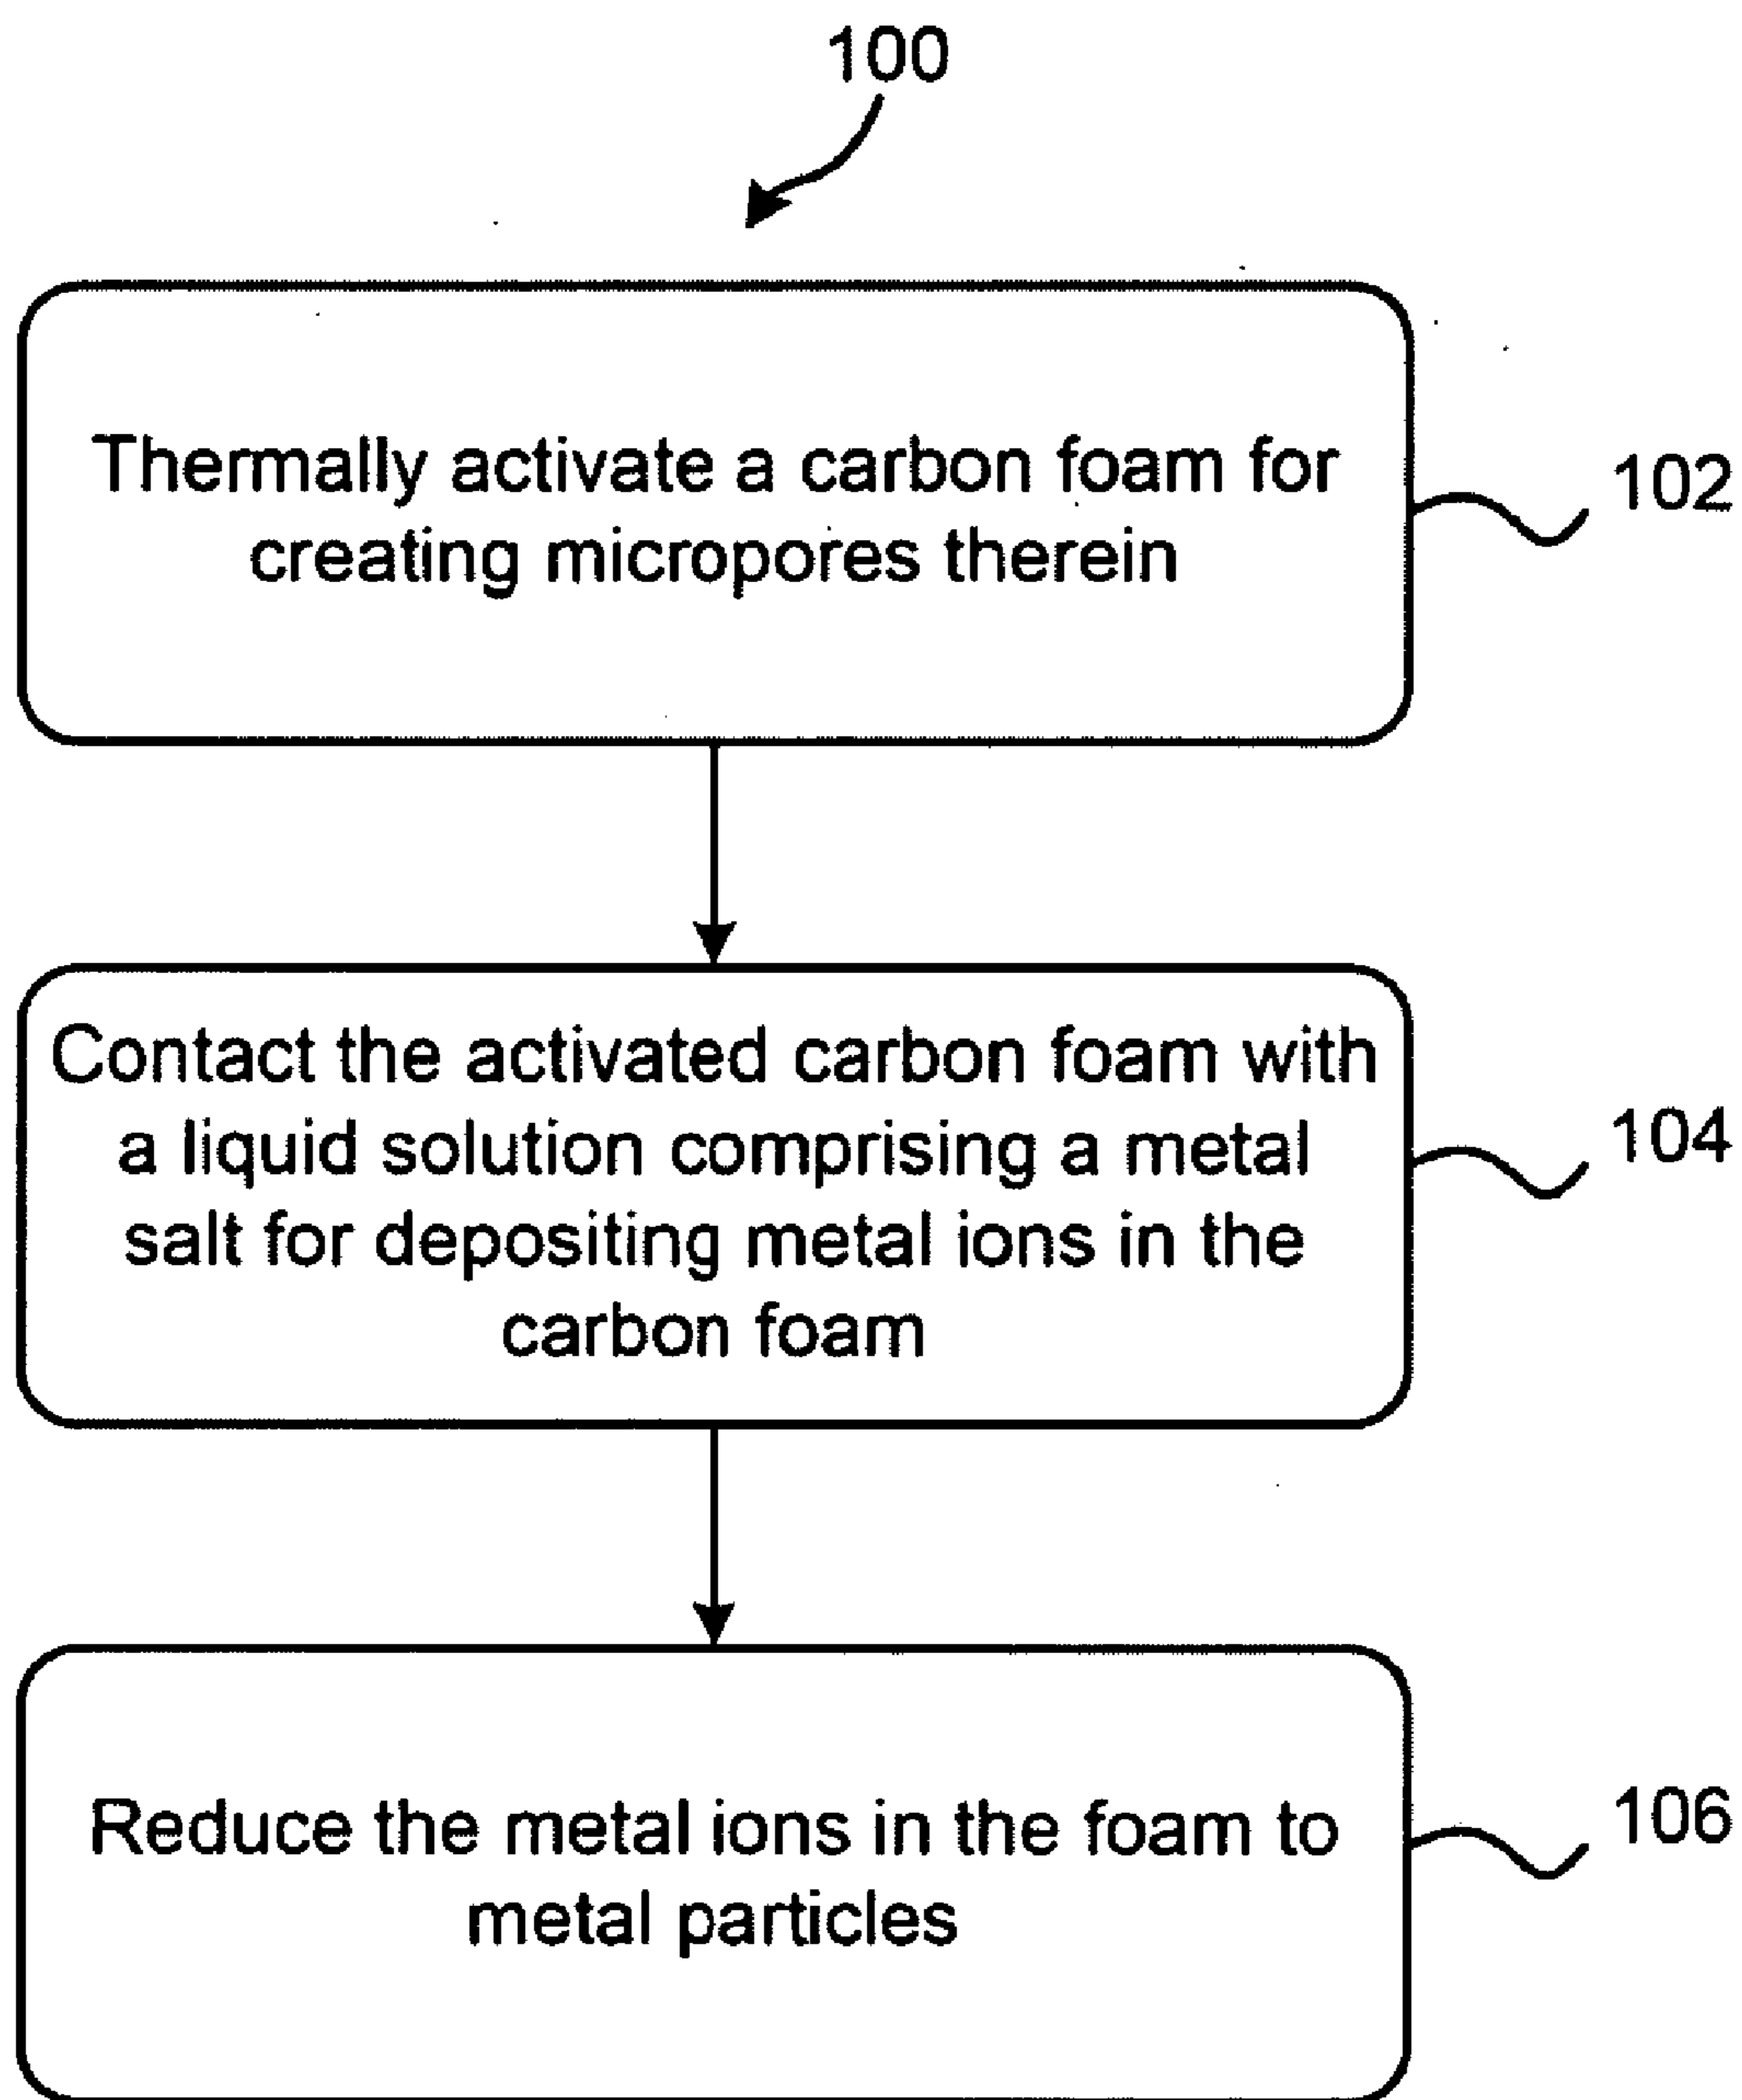 100
Thermally activate a carbon foam for
creating micropores therein
102
Contact the activated carbon foam with
a liquid solution comprising a metal
salt for depositing metal ions in the
carbon foam
104
Reduce the metal ions in the foam to
metal particles
106